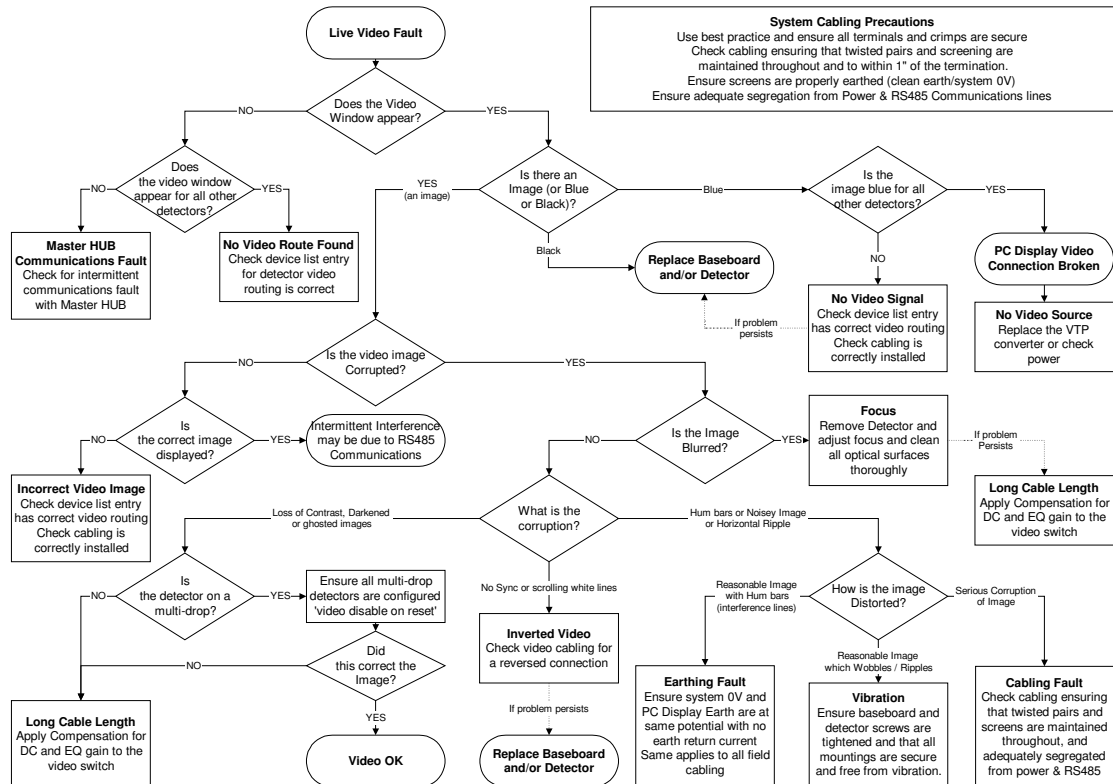 Live Video Fault
System Cabling Precautions
Use best practice and ensure all terminals and crimps are secure
Check cabling ensuring that twisted pairs and screening are
maintained throughout and to within 1" of the termination.
Ensure screens are properly earthed (clean earth/system 0V)
Ensure adequate segregation from Power & RS485 Communications lines
Does the Video
Window appear?
NO
YES
Does
the video window
appear for all other
detectors?
NO
YES
Master HUB
Communications Fault
Check for intermittent
communications fault
with Master HUB
No Video Route Found
Check device list entry
for detector video
routing is correct
Is there an
Image (or Blue
or Black)?
YES
(an image)
Blue
Black
Is the
image blue for all
other detectors?
YES
NO
Replace Baseboard
and/or Detector
PC Display Video
Connection Broken
No Video Signal
Check device list entry
has correct video routing
Check cabling is
correctly installed
If problem
persists
No Video Source
Replace the VTP
converter or check
power
Is the video image
Corrupted?
NO
YES
Is
the correct image
displayed?
NO
YES
Intermittent Interference
may be due to RS485
Communications
Incorrect Video Image
Check device list entry
has correct video routing
Check cabling is
correctly installed
Is the Image
Blurred?
NO
YES
Focus
Remove Detector and
adjust focus and clean
all optical surfaces
thoroughly
If problem
Persists
Long Cable Length
Apply Compensation for
DC and EQ gain to the
video switch
What is the
corruption?
Loss of Contrast, Darkened
or ghosted images
Hum bars or Noisey Image
or Horizontal Ripple
No Sync or scrolling white lines
Is
the detector on a
multi-drop?
YES
NO
Ensure all multi-drop
detectors are configured
'video disable on reset'
Did
this correct the
Image?
NO
YES
Long Cable Length
Apply Compensation for
DC and EQ gain to the
video switch
Video OK
Inverted Video
Check video cabling for
a reversed connection
If problem persists
Replace Baseboard
and/or Detector
How is the image
Distorted?
Reasonable Image
with Hum bars
(interference lines)
Serious Corruption
of Image
Reasonable Image
which Wobbles / Ripples
Earthing Fault
Ensure system 0V and
PC Display Earth are at
same potential with no
earth return current
Same applies to all field
cabling
Vibration
Ensure baseboard and
detector screws are
tightened and that all
mountings are secure
and free from vibration.
Cabling Fault
Check cabling ensuring
that twisted pairs and
screens are maintained
throughout, and
adequately segregated
from power & RS485